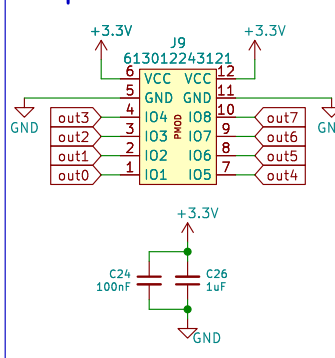 +3.3V +3.3V
J9
613012243121
6 VCC VCC 12
5 GND GND 11
GND
out3 4 IO4 IO8 10 out7
out2 3 IO3 IO7 9 out6
out1 2 IO2 IO6 8 out5
out0 1 IO1 IO5 7 out4
PMOD
+3.3V
C24 C26
100nF 1uF
GND